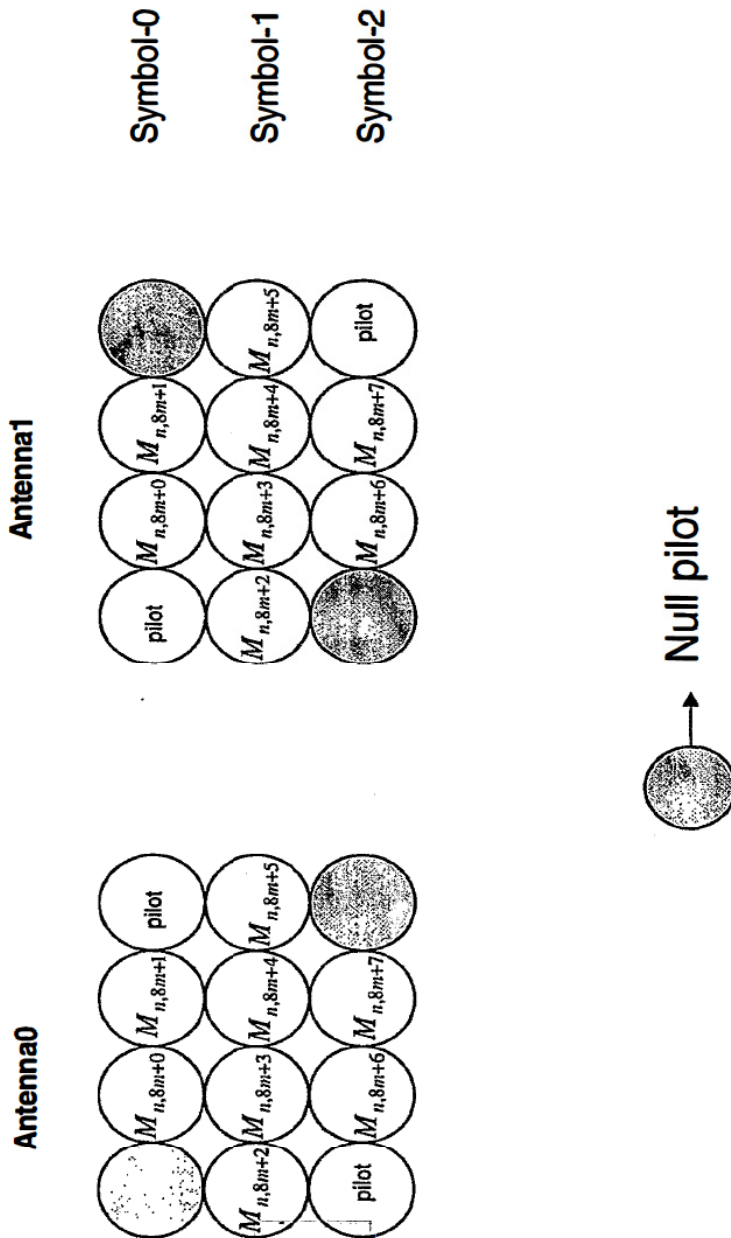 Antenna0 Antenna1
M n,8m+0 M n,8m+1 pilot pilot M n,8m+0 M n,8m+1 Symbol-0
M n,8m+2 M n,8m+3 M n,8m+4 M n,8m+5 M n,8m+2 M n,8m+3 M n,8m+4 M n,8m+5 Symbol-1
pilot M n,8m+6 M n,8m+7 M n,8m+6 M n,8m+7 pilot Symbol-2
Null pilot